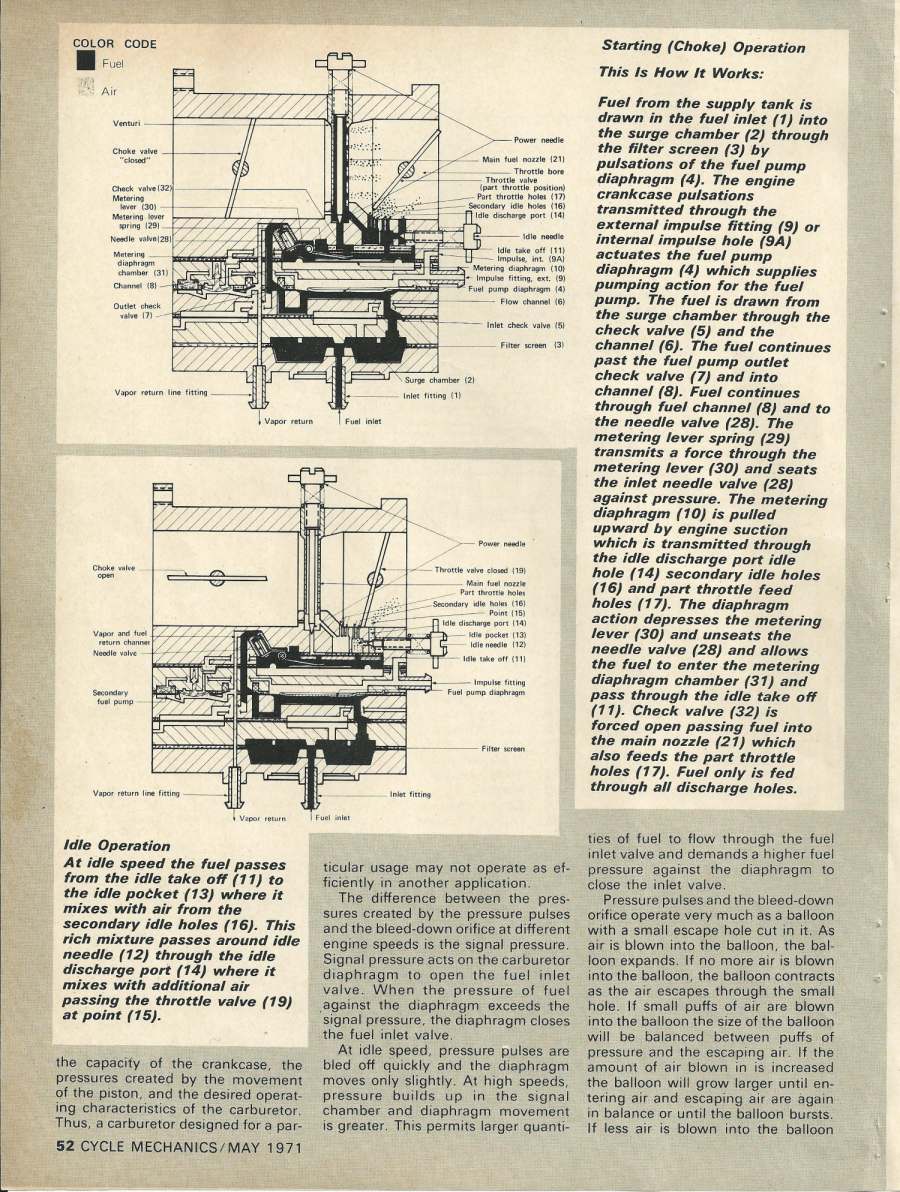 COLOR CODE
Fuel
Air
Venturi
Choke valve
"closed"
Check valve (32)
Metering
lever (30)
Metering lever
spring (29)
Needle valve (28)
Metering
diaphragm
chamber (31)
Channel (8)
Outlet check
valve (7)
Vapor return line fitting
Vapor return
Fuel inlet
Power needle
Main fuel nozzle (21)
Throttle bore
Throttle valve
(part throttle position)
Part throttle holes (17)
Secondary idle holes (16)
Idle discharge port (14)
Idle needle
Idle take off (11)
Impulse, int. (9A)
Metering diaphragm (10)
Impulse fitting, ext. (9)
Fuel pump diaphragm (4)
Flow channel (6)
Inlet check valve (5)
Filter screen (3)
Surge chamber (2)
Inlet fitting (1)
Choke valve
open
Vapor and fuel
return channel
Needle valve
Secondary
fuel pump
Vapor return line fitting
Vapor return
Fuel inlet
Power needle
Throttle valve closed (19)
Main fuel nozzle
Part throttle holes
Secondary idle holes (16)
Point (15)
Idle discharge port (14)
Idle pocket (13)
Idle needle (12)
Idle take off (11)
Impulse fitting
Fuel pump diaphragm
Filter screen
Inlet fitting
Starting (Choke) Operation
This Is How It Works:
Fuel from the supply tank is
drawn in the fuel inlet (1) into
the surge chamber (2) through
the filter screen (3) by
pulsations of the fuel pump
diaphragm (4). The engine
crankcase pulsations
transmitted through the
external impulse fitting (9) or
internal impulse hole (9A)
actuates the fuel pump
diaphragm (4) which supplies
pumping action for the fuel
pump. The fuel is drawn from
the surge chamber through the
check valve (5) and the
channel (6). The fuel continues
past the fuel pump outlet
check valve (7) and into
channel (8). Fuel continues
through fuel channel (8) and to
the needle valve (28). The
metering lever spring (29)
transmits a force through the
metering lever (30) and seats
the inlet needle valve (28)
against pressure. The metering
diaphragm (10) is pulled
upward by engine suction
which is transmitted through
the idle discharge port idle
hole (14) secondary idle holes
(16) and part throttle feed
holes (17). The diaphragm
action depresses the metering
lever (30) and unseats the
needle valve (28) and allows
the fuel to enter the metering
diaphragm chamber (31) and
pass through the idle take off
(11). Check valve (32) is
forced open passing fuel into
the main nozzle (21) which
also feeds the part throttle
holes (17). Fuel only is fed
through all discharge holes.
Idle Operation
At idle speed the fuel passes
from the idle take off (11) to
the idle pocket (13) where it
mixes with air from the
secondary idle holes (16). This
rich mixture passes around idle
needle (12) through the idle
discharge port (14) where it
mixes with additional air
passing the throttle valve (19)
at point (15).
the capacity of the crankcase, the
pressures created by the movement
of the piston, and the desired operat-
ing characteristics of the carburetor.
Thus, a carburetor designed for a par-
ticular usage may not operate as ef-
ficiently in another application.
The difference between the pres-
sures created by the pressure pulses
and the bleed-down orifice at different
engine speeds is the signal pressure.
Signal pressure acts on the carburetor
diaphragm to open the fuel inlet
valve. When the pressure of fuel
against the diaphragm exceeds the
signal pressure, the diaphragm closes
the fuel inlet valve.
At idle speed, pressure pulses are
bled off quickly and the diaphragm
moves only slightly. At high speeds,
pressure builds up in the signal
chamber and diaphragm movement
is greater. This permits larger quanti-
ties of fuel to flow through the fuel
inlet valve and demands a higher fuel
pressure against the diaphragm to
close the inlet valve.
Pressure pulses and the bleed-down
orifice operate very much as a balloon
with a small escape hole cut in it. As
air is blown into the balloon, the bal-
loon expands. If no more air is blown
into the balloon, the balloon contracts
as the air escapes through the small
hole. If small puffs of air are blown
into the balloon the size of the balloon
will be balanced between puffs of
pressure and the escaping air. If the
amount of air blown in is increased
the balloon will grow larger until en-
tering air and escaping air are again
in balance or until the balloon bursts.
If less air is blown into the balloon
52 CYCLE MECHANICS/MAY 1971